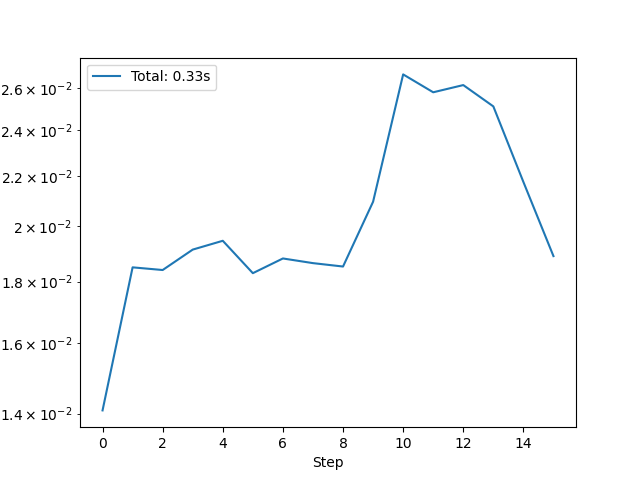 Total: 0.33s
2.6 × 10⁻²
2.4 × 10⁻²
2.2 × 10⁻²
2 × 10⁻²
1.8 × 10⁻²
1.6 × 10⁻²
1.4 × 10⁻²
0 2 4 6 8 10 12 14
Step